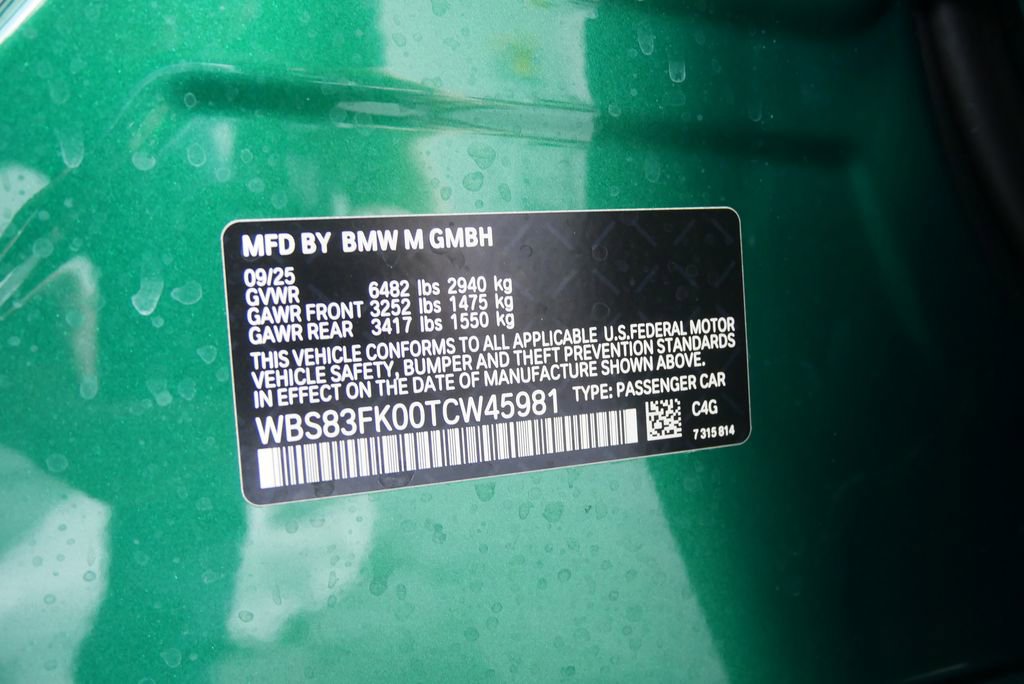 MFD BY BMW M GMBH
09/25
GVWR 6482 lbs 2940 kg
GAWR FRONT 3252 lbs 1475 kg
GAWR REAR 3417 lbs 1550 kg
THIS VEHICLE CONFORMS TO ALL APPLICABLE U.S.FEDERAL MOTOR
VEHICLE SAFETY, BUMPER AND THEFT PREVENTION STANDARDS
IN EFFECT ON THE DATE OF MANUFACTURE SHOWN ABOVE.
WBS83FK00TCW45981 TYPE: PASSENGER CAR
C4G
7 315 814